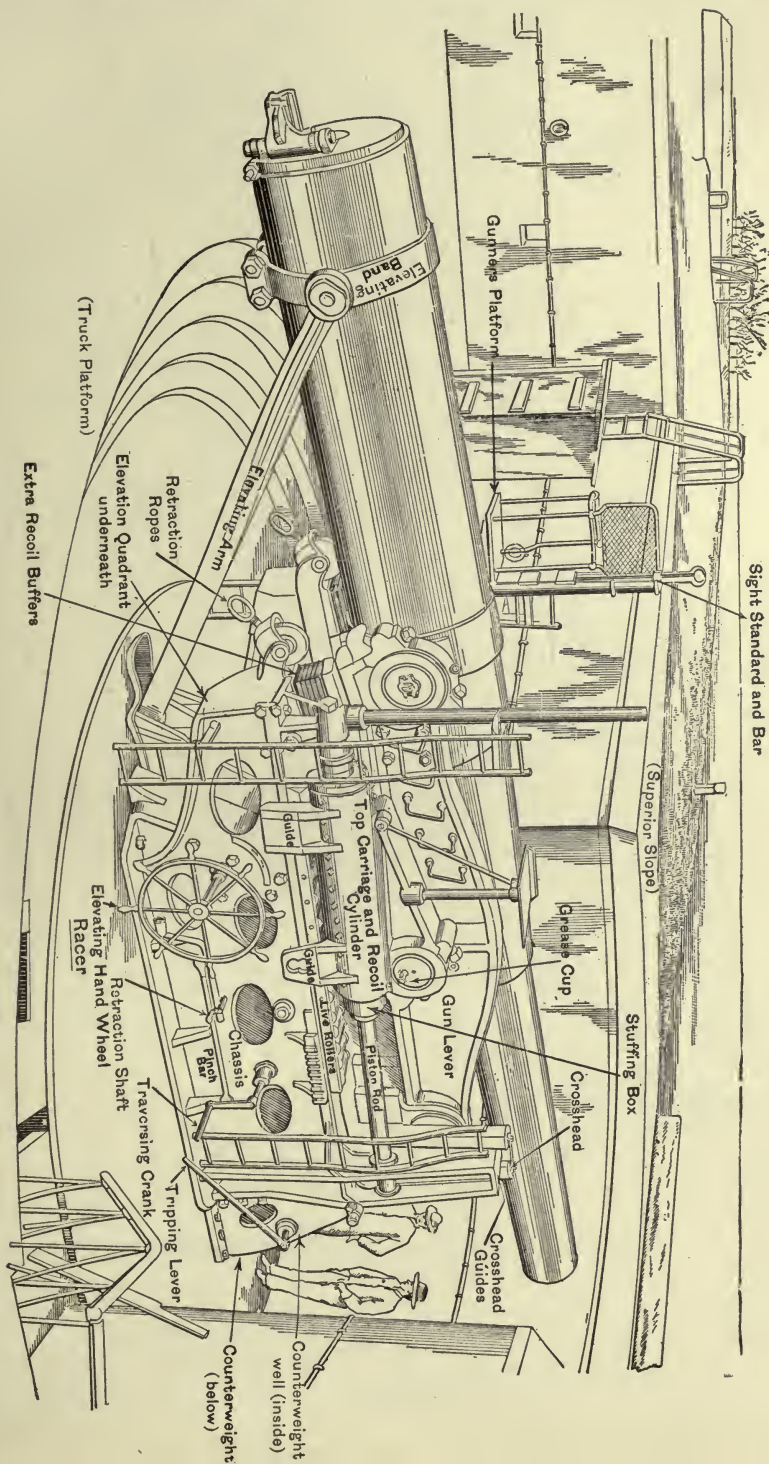 Sight Standard and Bar
(Superior Slope)
Stuffing Box
Crosshead
Crosshead
Guides
Grease Cup
Gun Lever
Gunners Platform
Elevating
Band
Elevating Arm
Top Carriage and Recoil
Cylinder
Piston Rod
Live Rollers
Guide
Guide
Chassis
Pinch
Bar
(Truck Platform)
Retraction
Ropes
Elevation Quadrant
underneath
Extra Recoil Buffers
Elevating Hand Wheel
Racer
Retraction Shaft
Traversing Crank
Tripping Lever
Counterweight
well (inside)
Counterweight
(below)